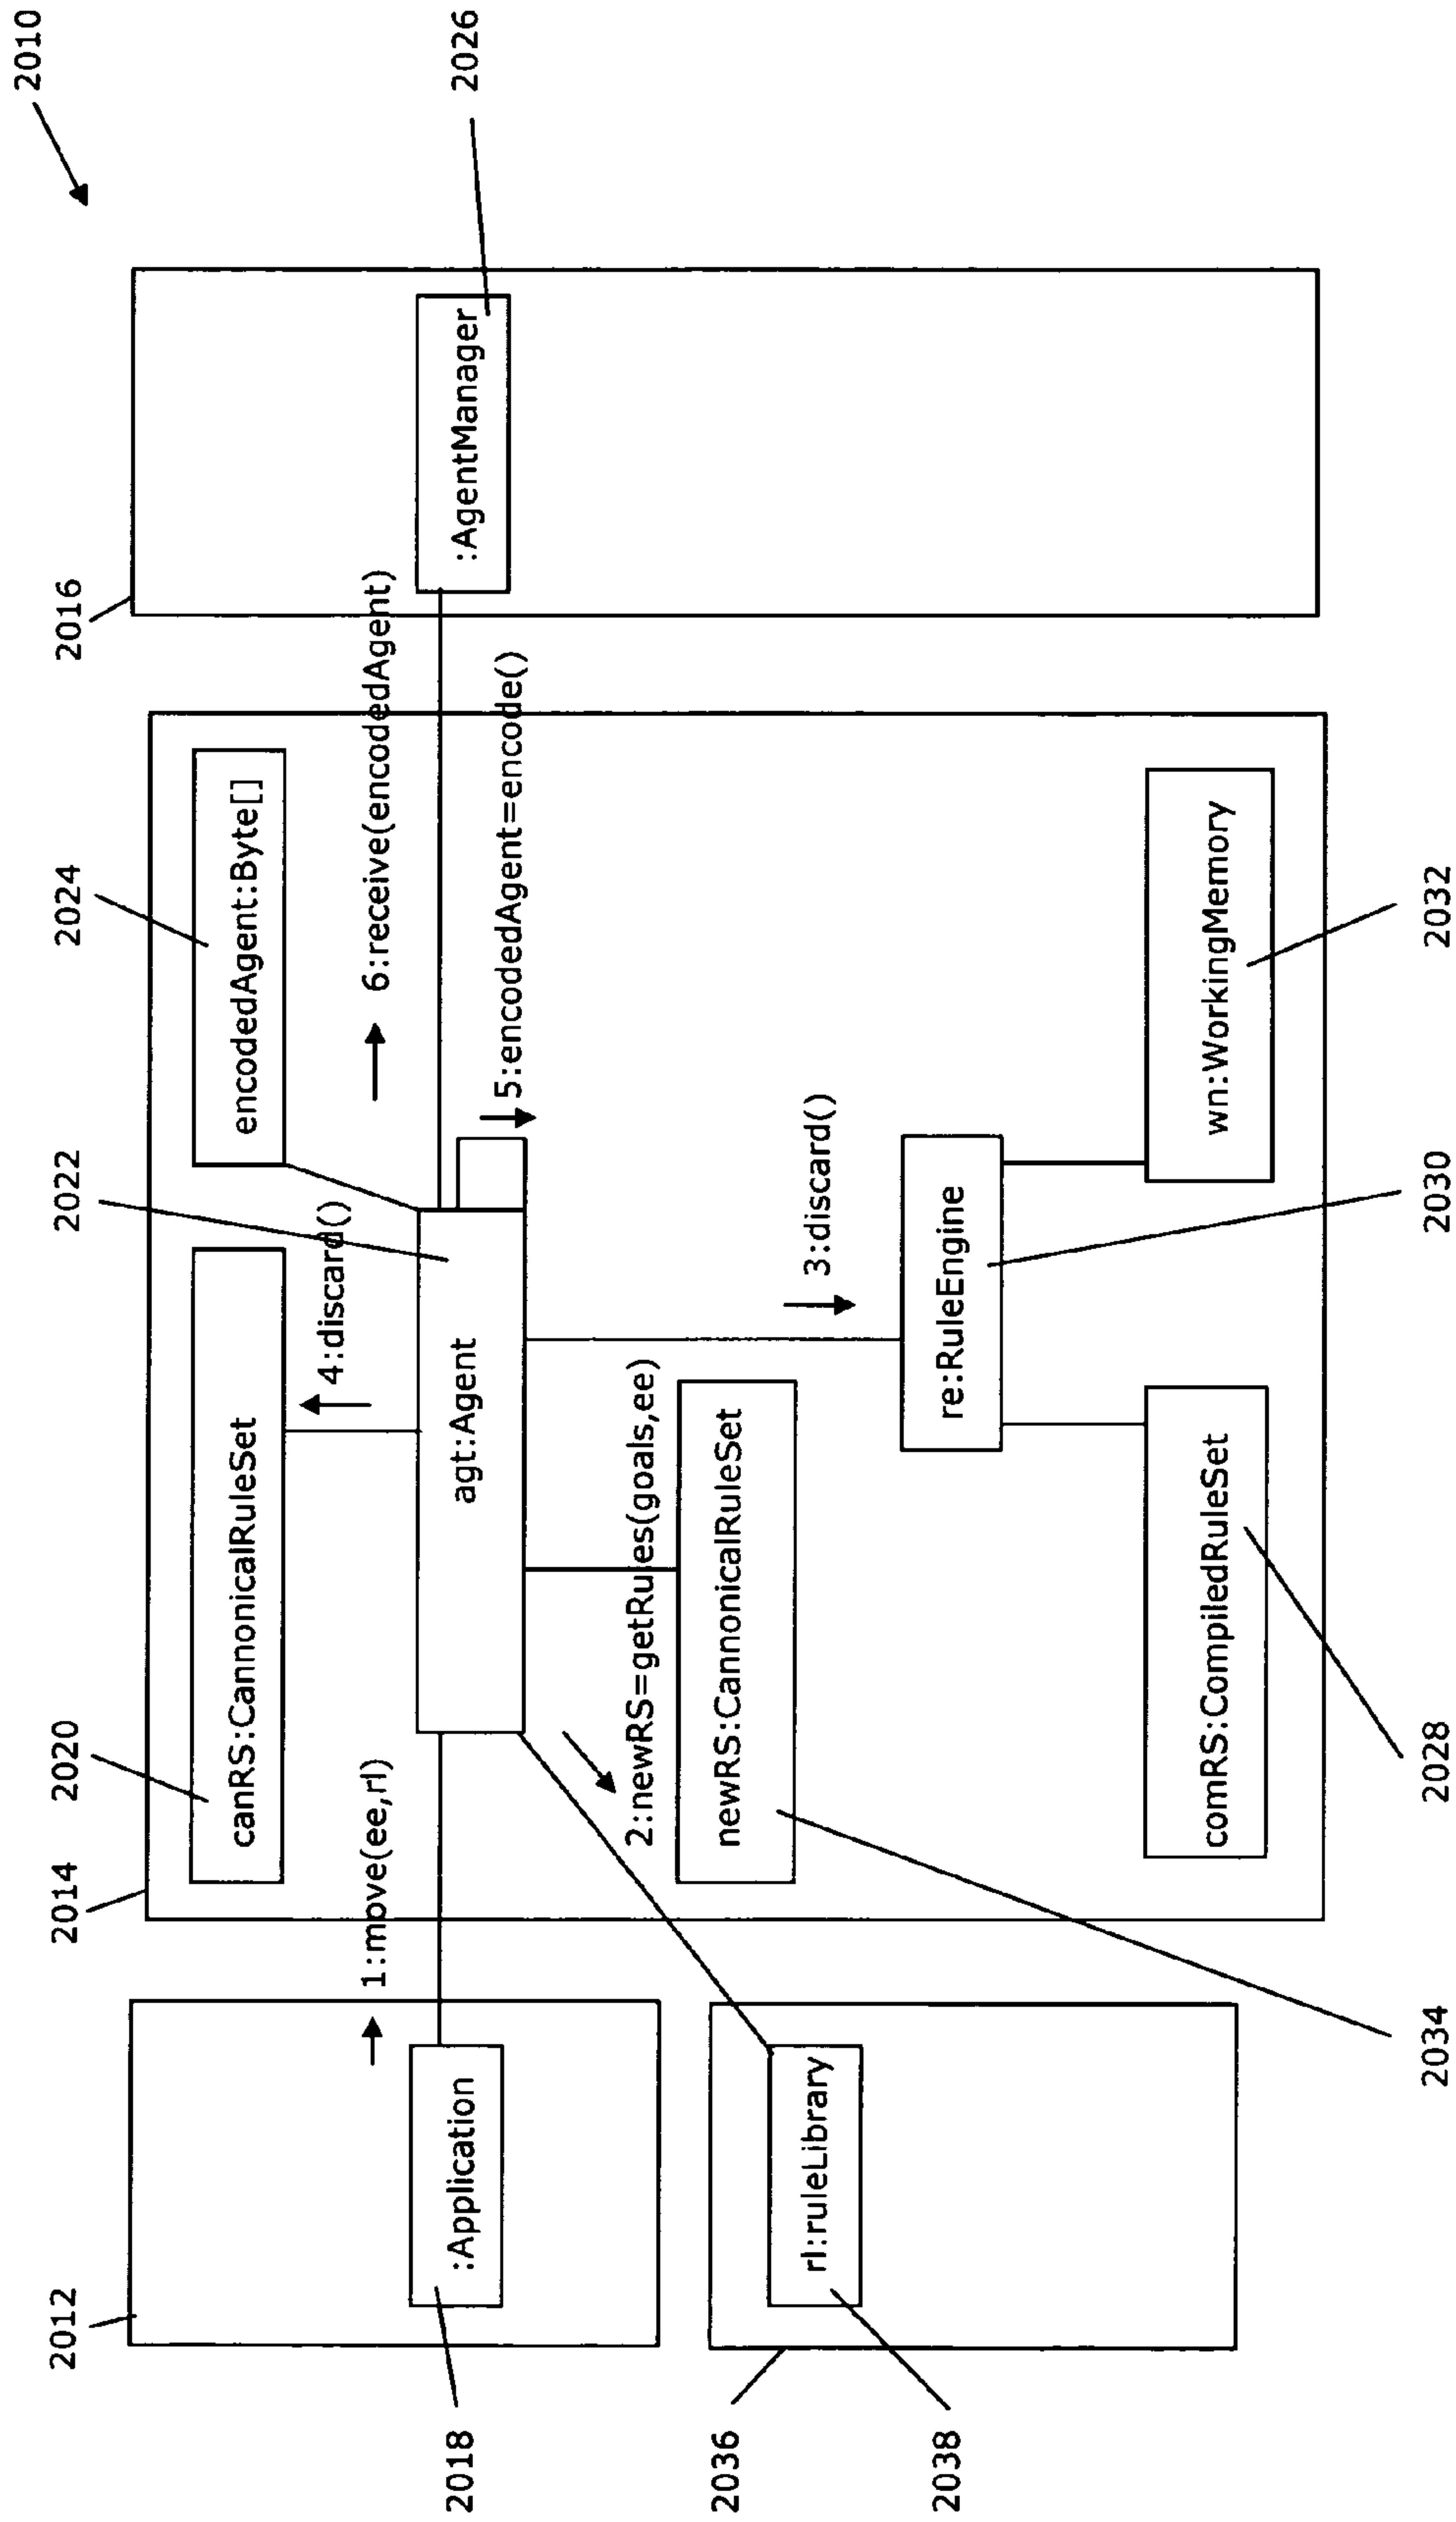 2010
2012
2014
2016
2020
2022
2024
2026
canRS:CannonicalRuleSet
encodedAgent:Byte[]
4:discard()
1:move(ee,rl)
6:receive(encodedAgent)
:Application
agt:Agent
:AgentManager
5:encodedAgent=encode()
2018
2:newRS=getRules(goals,ee)
newRS:CannonicalRuleSet
3:discard()
rl:ruleLibrary
re:RuleEngine
2036
2038
comRS:CompiledRuleSet
wn:WorkingMemory
2034
2028
2030
2032